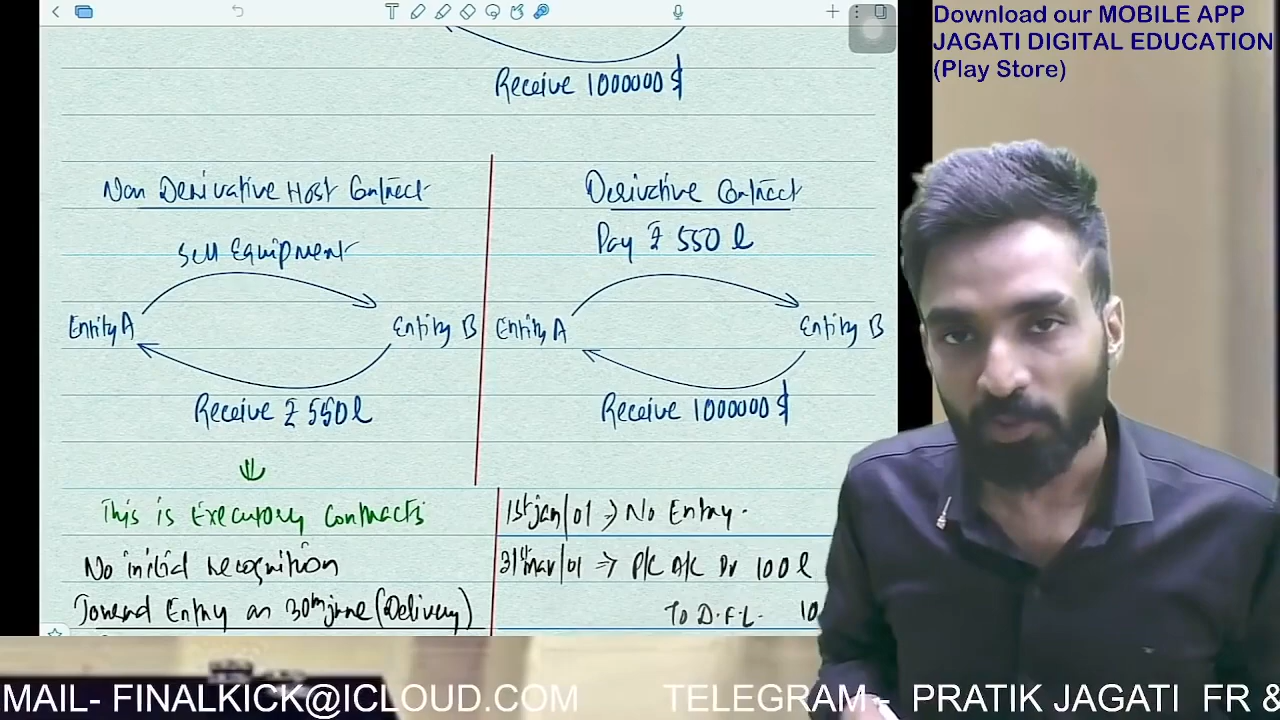 Download our MOBILE APP
JAGATI DIGITAL EDUCATION
(Play Store)
Receive 1000000 $
Non Derivative Host Contract
Sell Equipment
Entity A
Entity B
Receive ₹ 550 l
Derivative Contract
Pay ₹ 550 l
Entity A
Entity B
Receive 1000000 $
This is Executory Contracts
No initial recognition
Journal Entry on 30th june (Delivery)
1st jan/01 ⇒ No Entry.
31st mar/01 ⇒ P/L A/c Dr 100 l
To D.F.L. 10
MAIL- FINALKICK@ICLOUD.COM
TELEGRAM - PRATIK JAGATI FR &